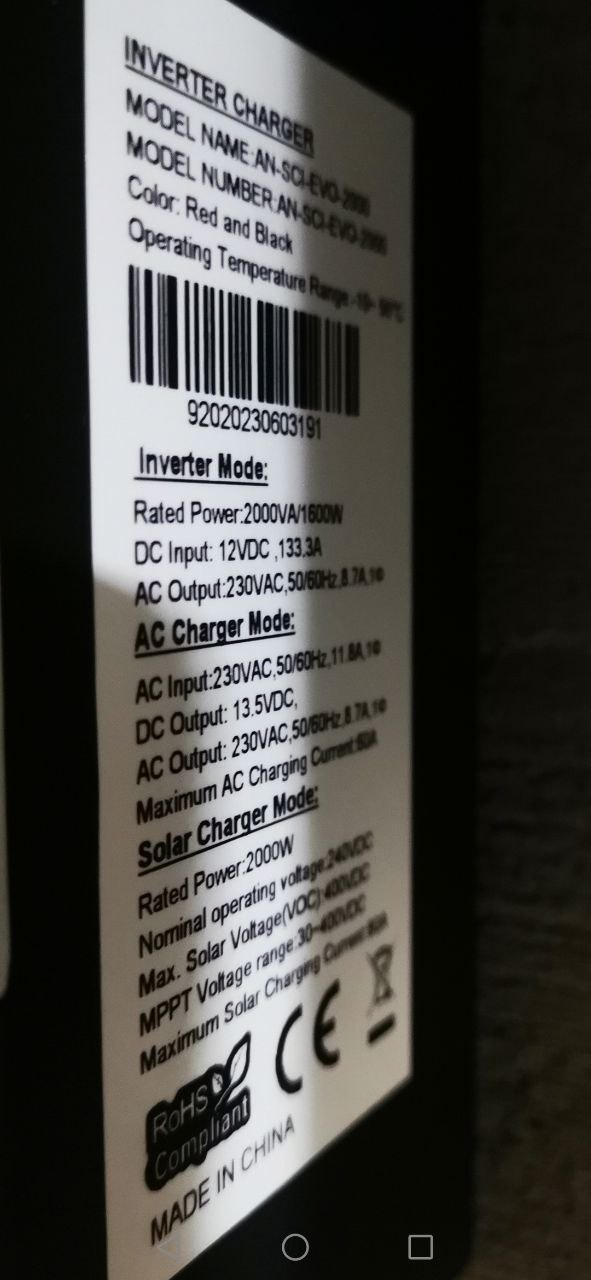 INVERTER CHARGER
MODEL NAME:AN-SCI-EVO-2000
MODEL NUMBER:AN-SCI-EVO-2000
Color: Red and Black
Operating Temperature Range
92020230603191
Inverter Mode:
Rated Power:2000VA/1600W
DC Input: 12VDC ,133.3A
AC Output:230VAC,50/60Hz,8.7A,1Φ
AC Charger Mode:
AC Input:230VAC,50/60Hz,11.8A,1Φ
DC Output: 13.5VDC,
AC Output: 230VAC,50/60Hz,8.7A,1Φ
Maximum AC Charging Current:60A
Solar Charger Mode:
Rated Power:2000W
Nominal operating voltage:240VDC
Max. Solar Voltage(VOC):400VDC
MPPT Voltage range:30~400VDC
Maximum Solar Charging Current:80A
RoHS
Compliant
CE
MADE IN CHINA